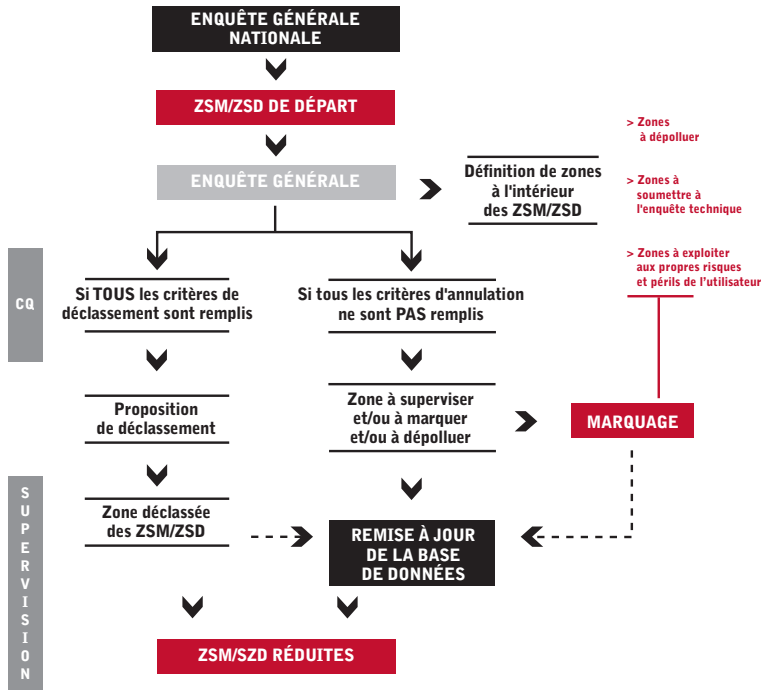 ENQUÊTE GÉNÉRALE
NATIONALE
ZSM/ZSD DE DÉPART
ENQUÊTE GÉNÉRALE
Définition de zones
à l'intérieur
des ZSM/ZSD
> Zones
à dépolluer
> Zones à
soumettre à
l'enquête technique
> Zones à exploiter
aux propres risques
et périls de l'utilisateur
CQ
Si TOUS les critères de
déclassement sont remplis
Si tous les critères d'annulation
ne sont PAS remplis
Proposition
de déclassement
Zone à superviser
et/ou à marquer
et/ou à dépolluer
MARQUAGE
SUPERVISION
Zone déclassée
des ZSM/ZSD
REMISE À JOUR
DE LA BASE
DE DONNÉES
ZSM/SZD RÉDUITES